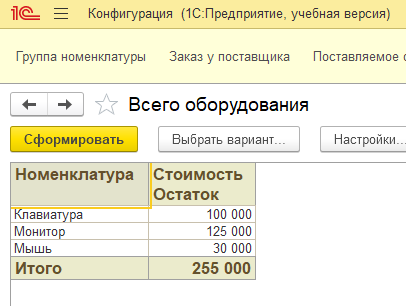 1С Конфигурация (1С:Предприятие, учебная версия)
Группа номенклатуры Заказ у поставщика Поставляемое
Всего оборудования
Сформировать Выбрать вариант... Настройки...
Номенклатура Стоимость Остаток
Клавиатура 100 000
Монитор 125 000
Мышь 30 000
Итого 255 000